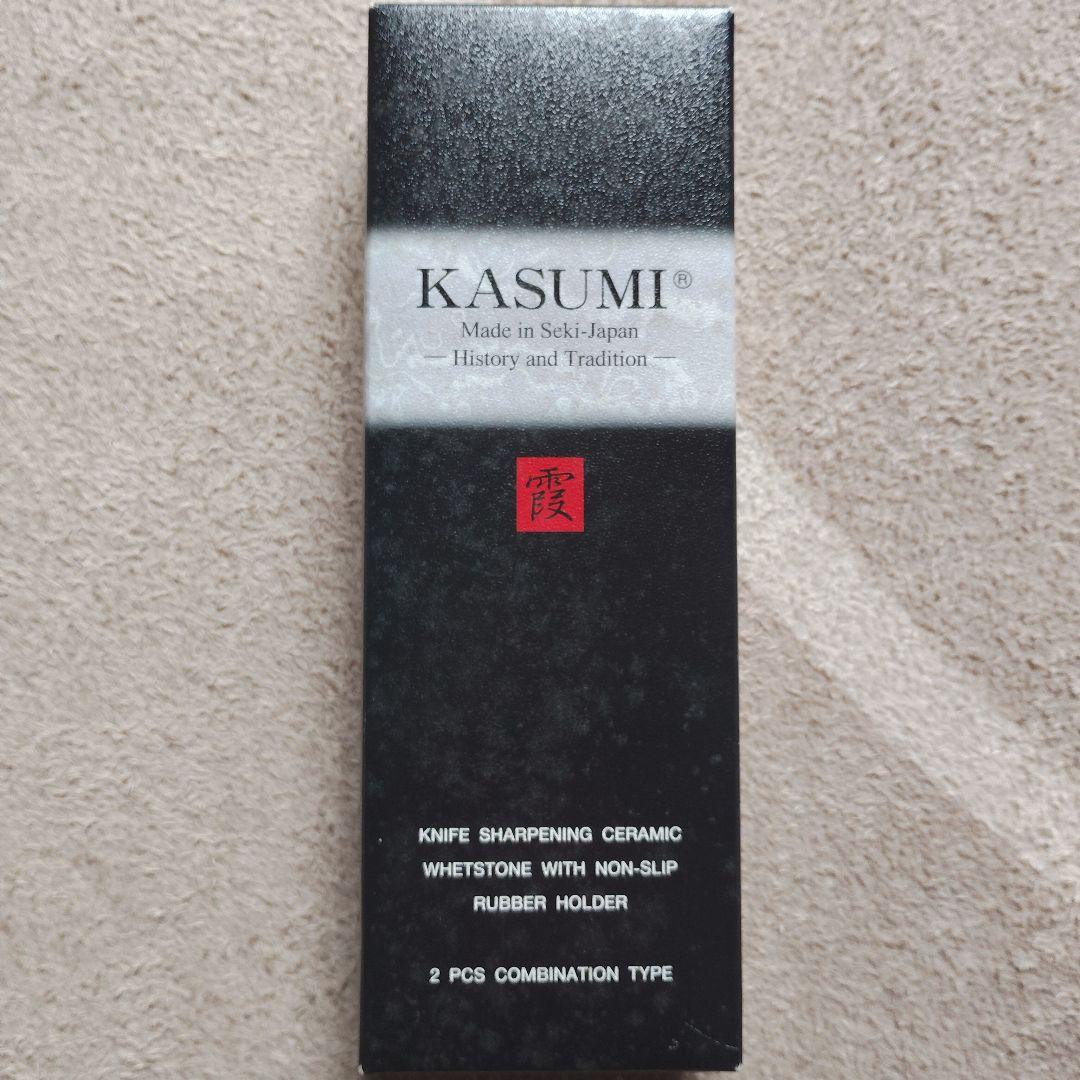 KASUMI®
Made in Seki-Japan
— History and Tradition —
霞
KNIFE SHARPENING CERAMIC
WHETSTONE WITH NON-SLIP
RUBBER HOLDER
2 PCS COMBINATION TYPE